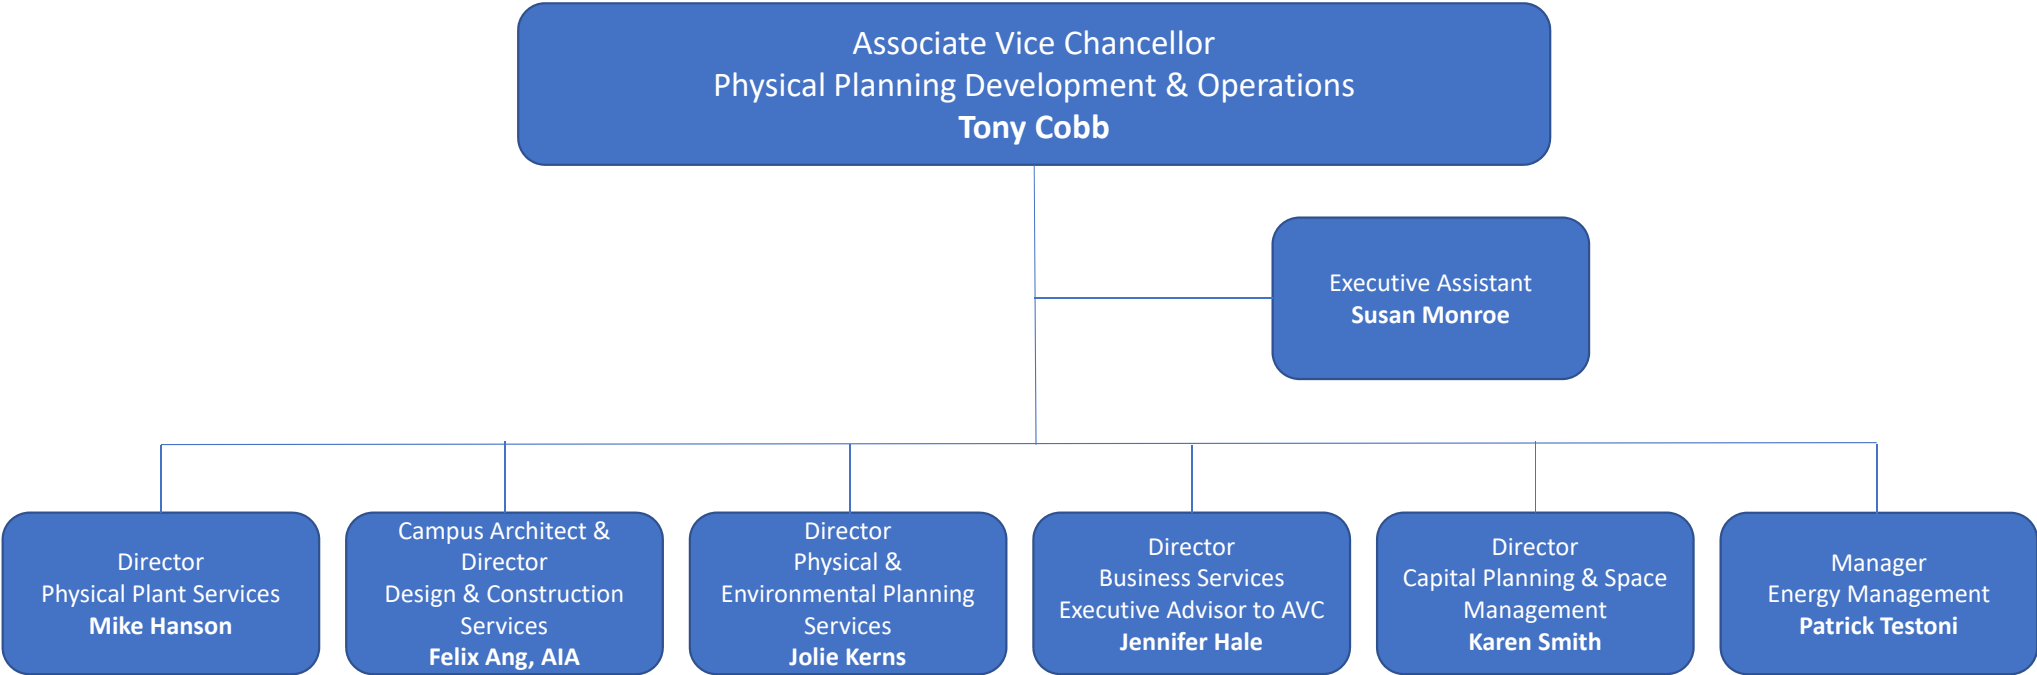 Associate Vice Chancellor
Physical Planning Development & Operations
Tony Cobb
Executive Assistant
Susan Monroe
Director
Physical Plant Services
Mike Hanson
Campus Architect &
Director
Design & Construction
Services
Felix Ang, AIA
Director
Physical &
Environmental Planning
Services
Jolie Kerns
Director
Business Services
Executive Advisor to AVC
Jennifer Hale
Director
Capital Planning & Space
Management
Karen Smith
Manager
Energy Management
Patrick Testoni